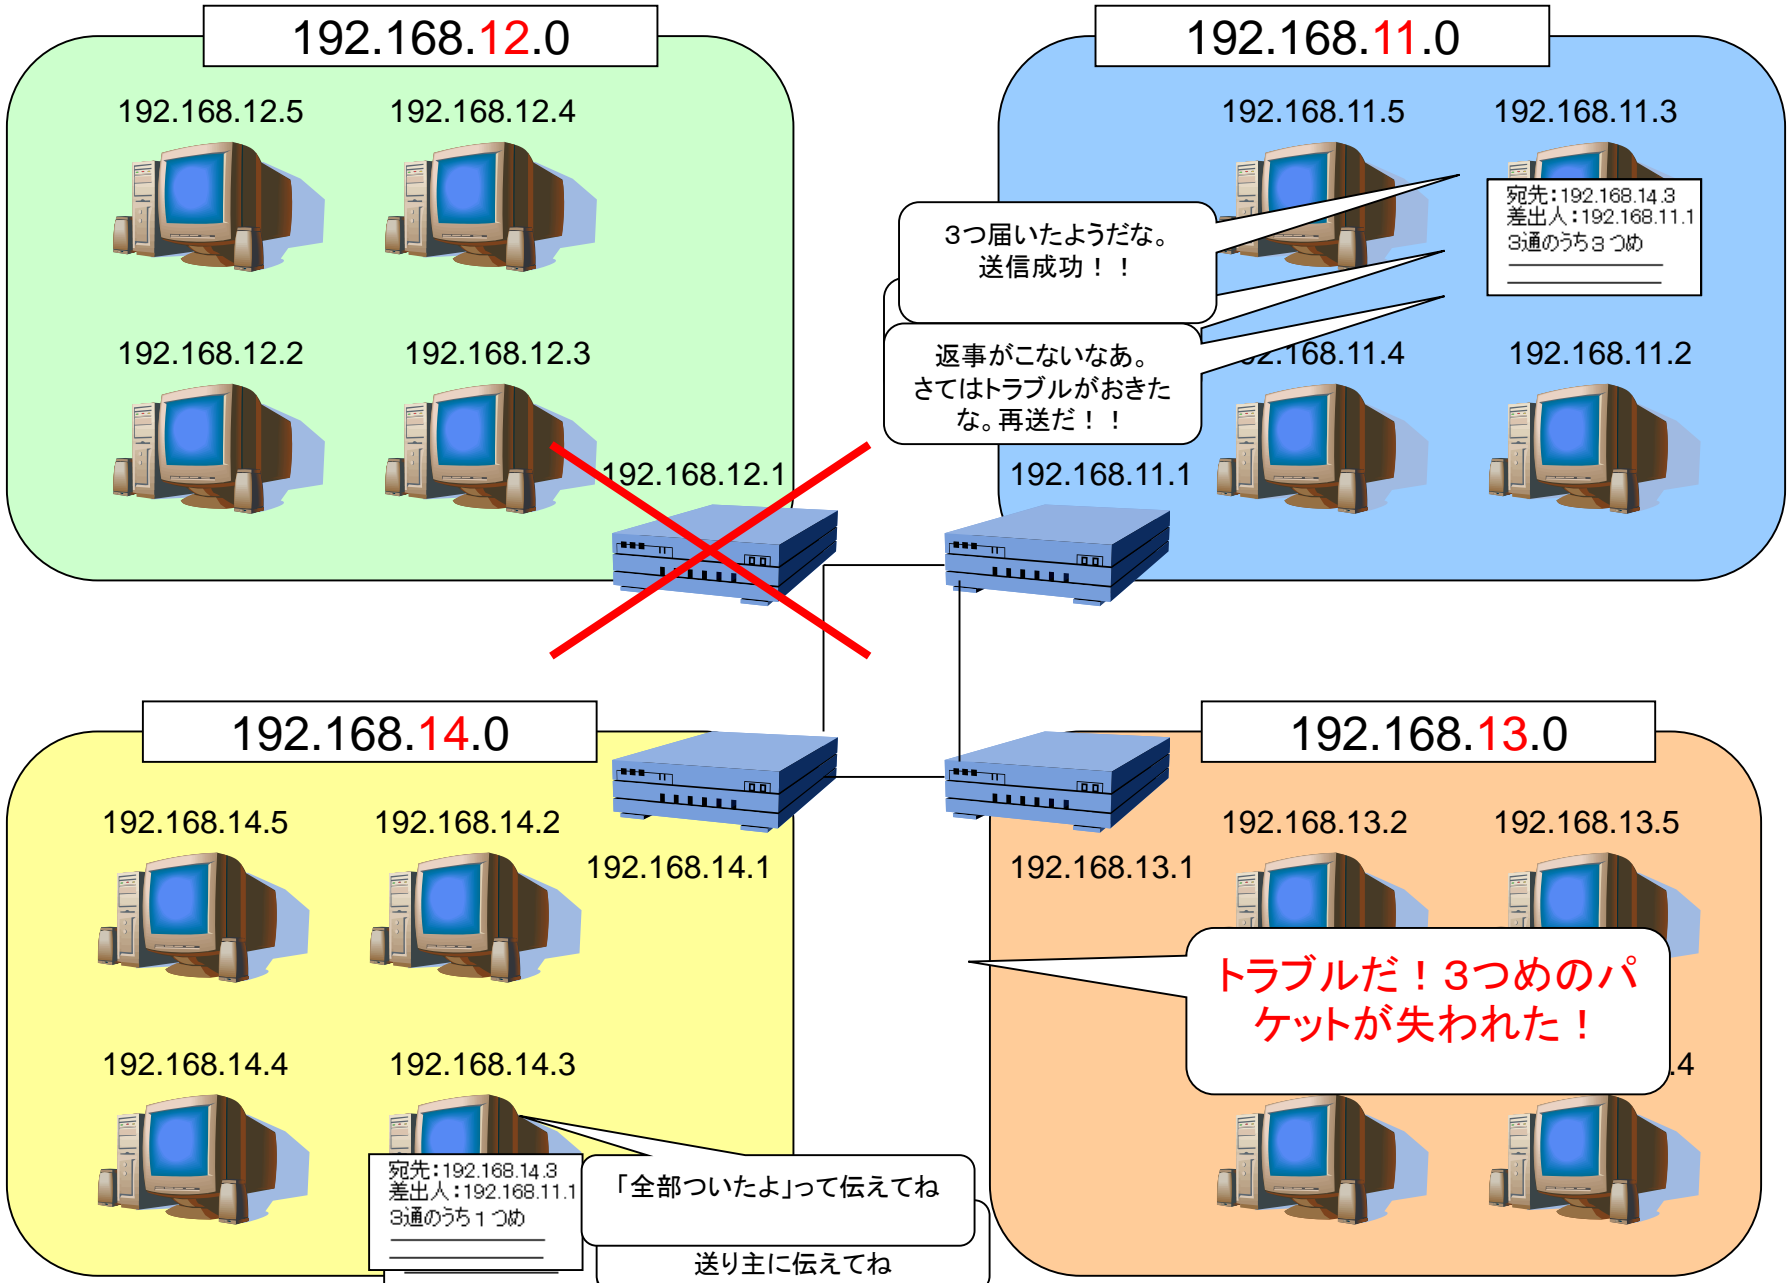 192.168.12.0
192.168.12.5
192.168.12.4
192.168.12.2
192.168.12.3
192.168.12.1
192.168.11.0
192.168.11.5
192.168.11.3
宛先:192.168.14.3
差出人:192.168.11.1
3通のうち3つめ
3つ届いたようだな。
送信成功！！
返事がこないなあ。
さてはトラブルがおきた
な。再送だ！！
2.168.11.4
192.168.11.2
192.168.11.1
192.168.14.0
192.168.14.5
192.168.14.2
192.168.14.1
192.168.14.4
192.168.14.3
宛先:192.168.14.3
差出人:192.168.11.1
3通のうち1つめ
「全部ついたよ」って伝えてね
送り主に伝えてね
192.168.13.0
192.168.13.2
192.168.13.5
192.168.13.1
トラブルだ！3つめのパ
ケットが失われた！
.4